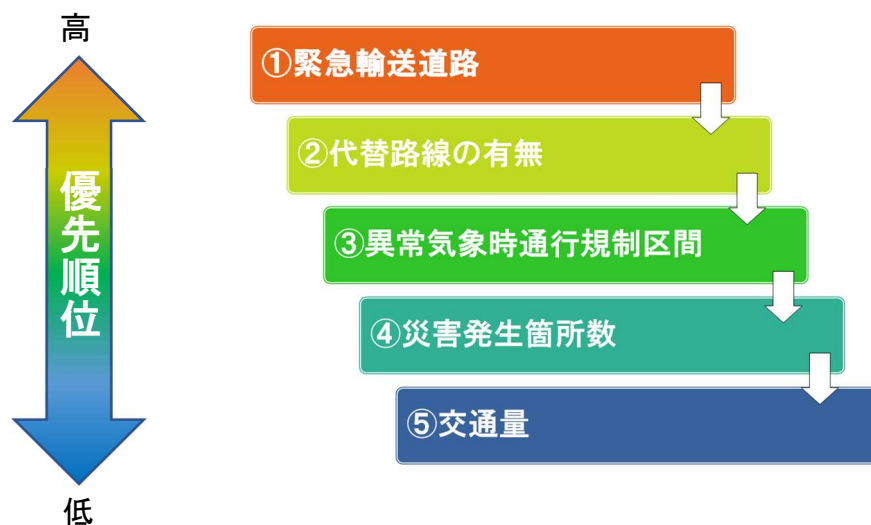 高
優先順位
低
①緊急輸送道路
②代替路線の有無
③異常気象時通行規制区間
④災害発生箇所数
⑤交通量